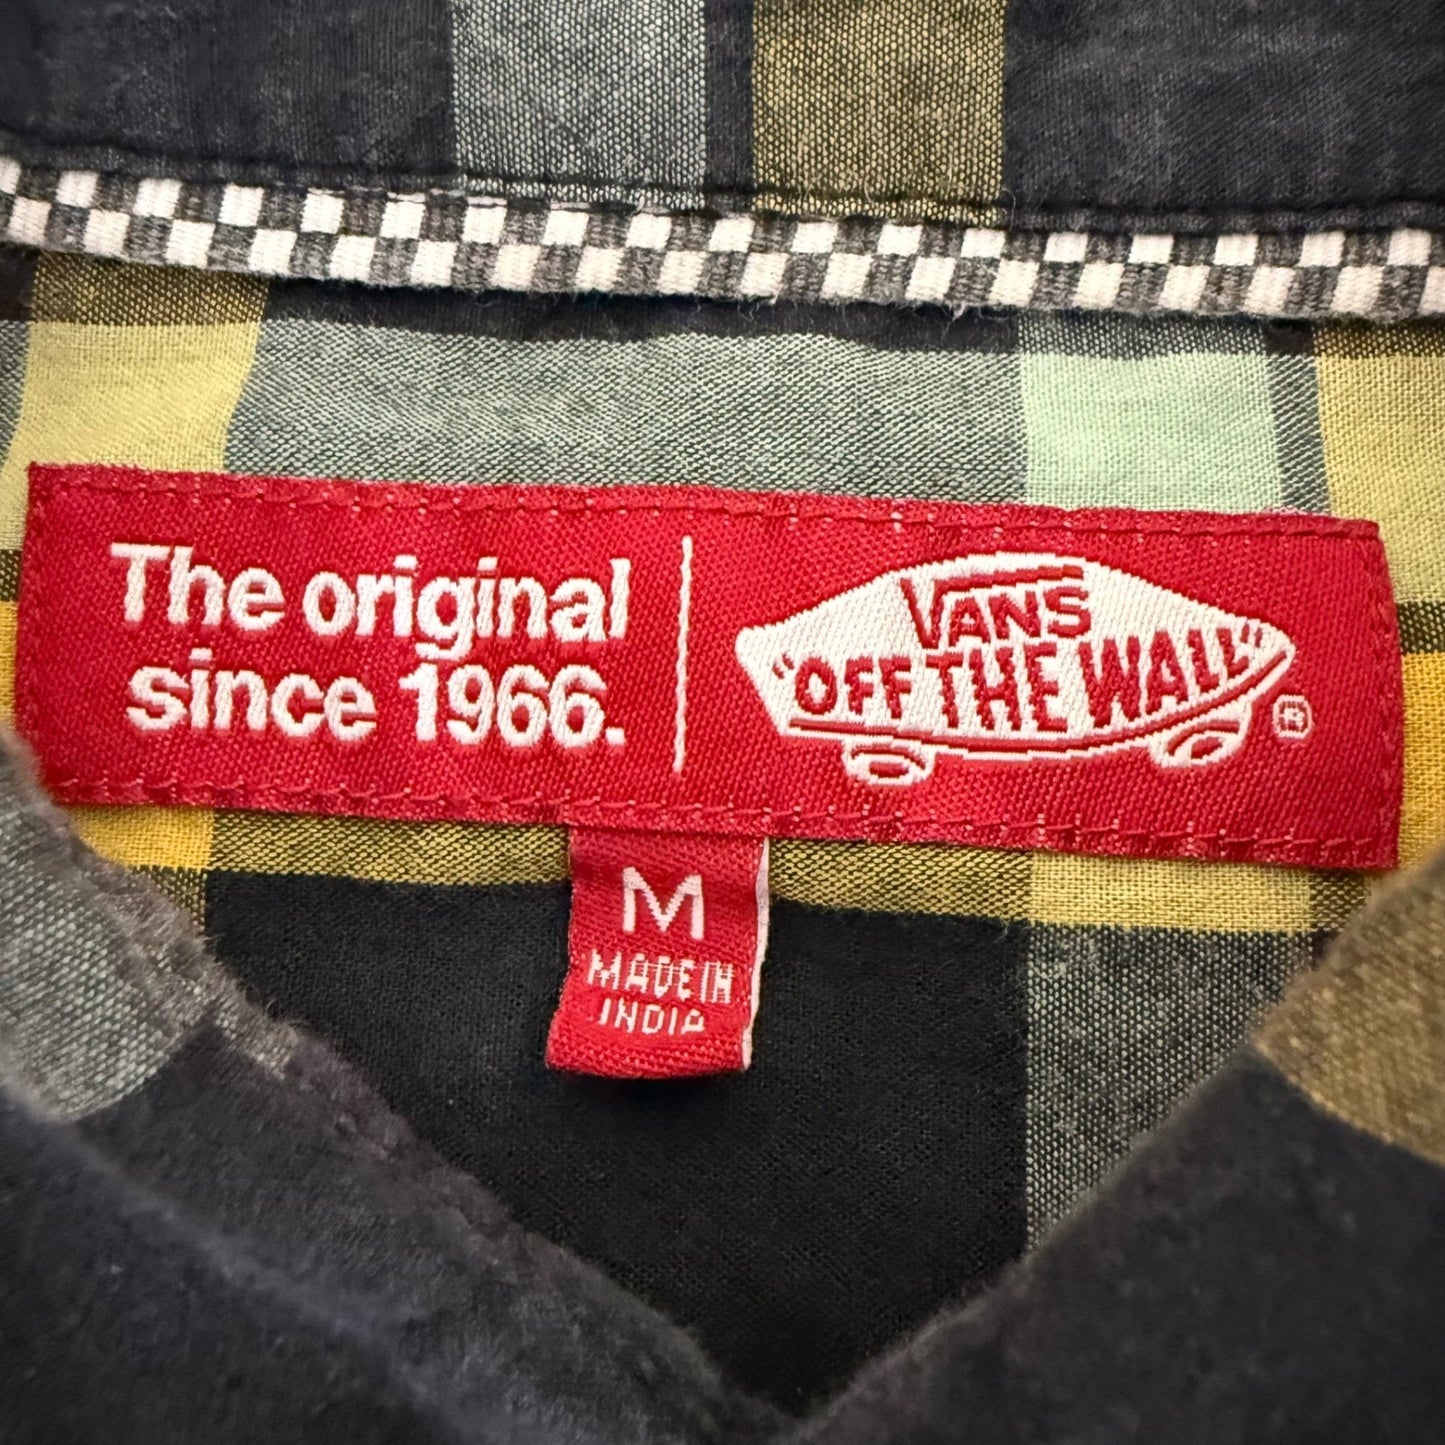 The original
since 1966.
VANS
"OFF THE WALL"
®
M
MADE IN
INDIA